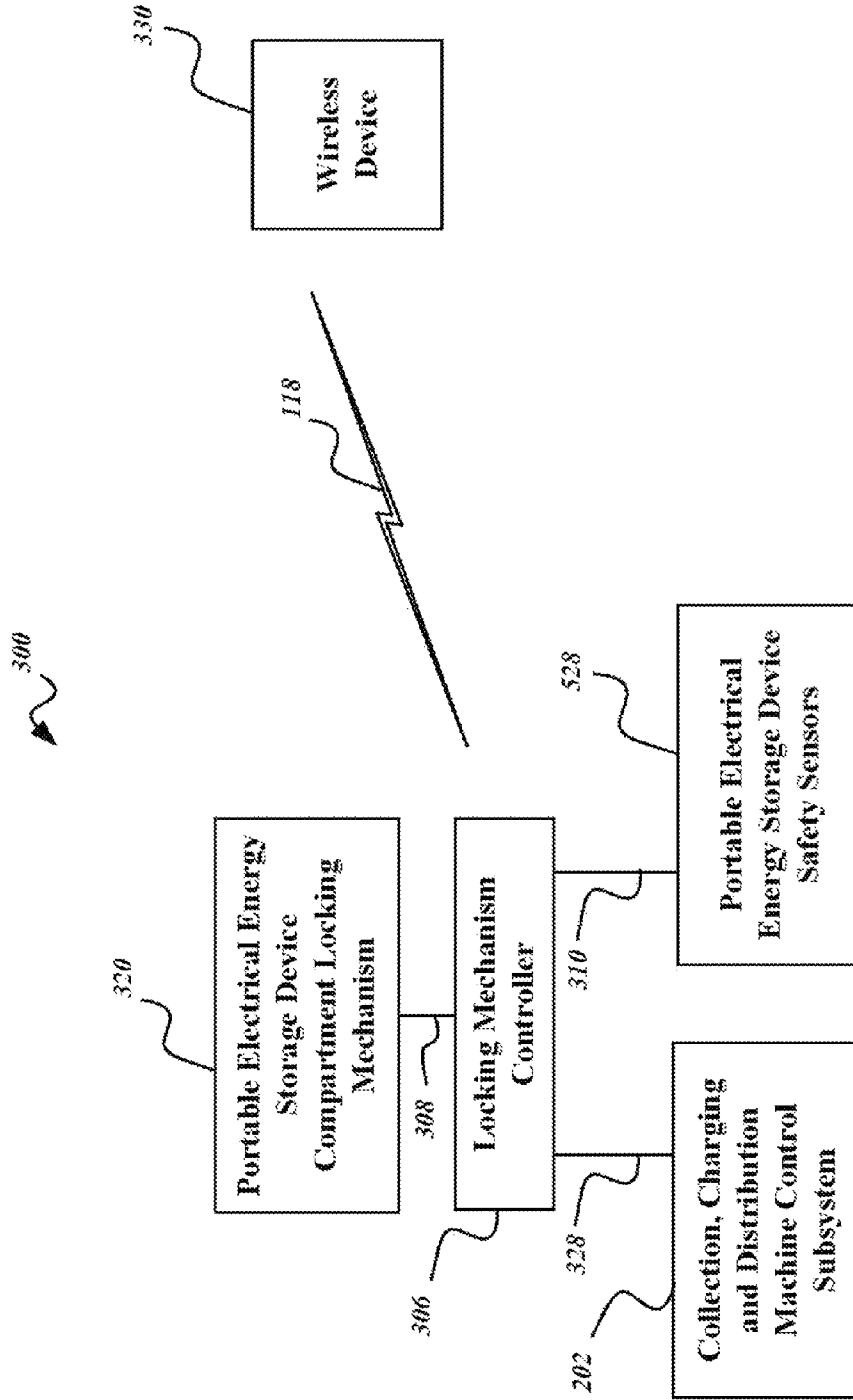 300
320
Portable Electrical Energy
Storage Device
Compartment Locking
Mechanism
308
306
Locking Mechanism
Controller
118
330
Wireless
Device
328
310
202
Collection, Charging
and Distribution
Machine Control
Subsystem
528
Portable Electrical
Energy Storage Device
Safety Sensors